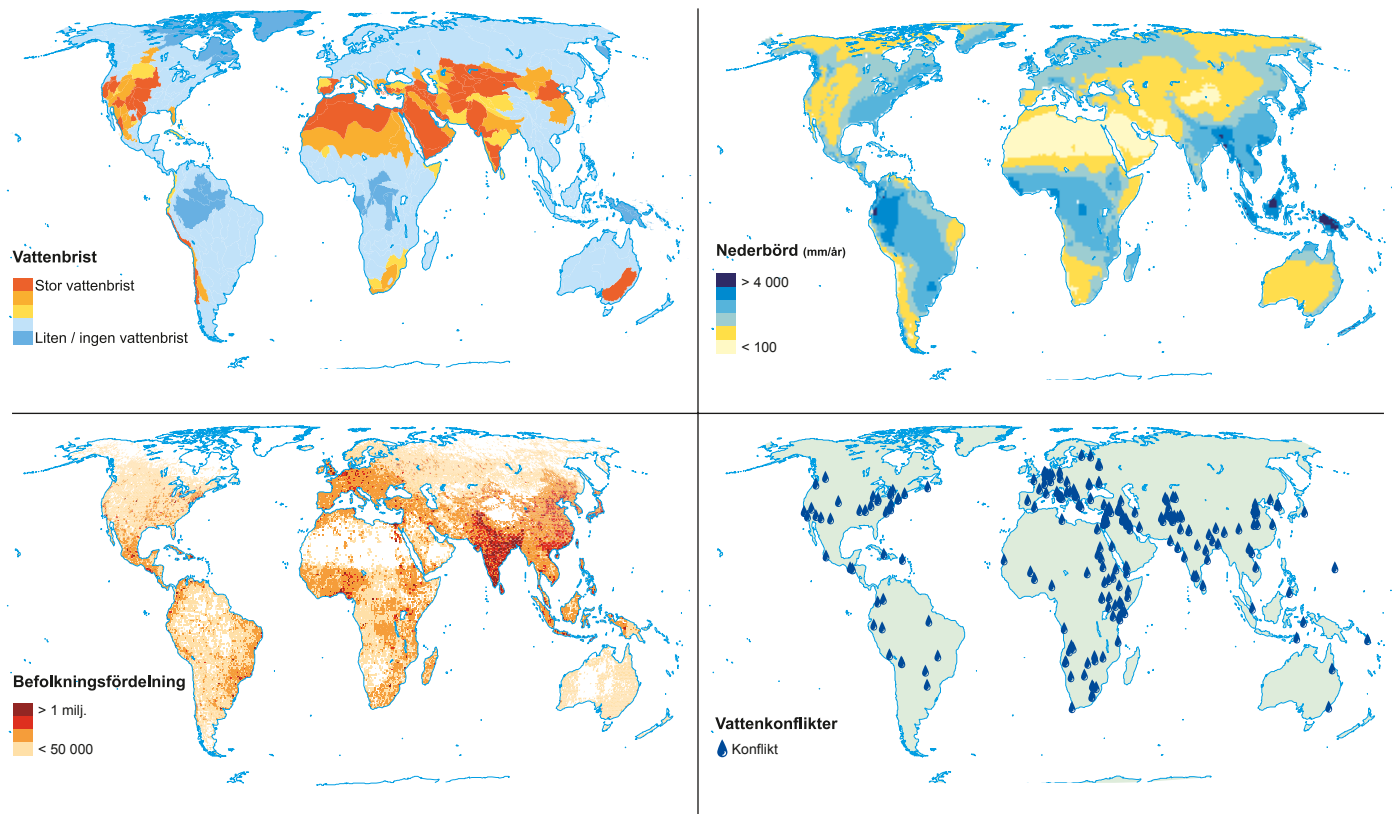 Vattenbrist
Stor vattenbrist
Liten / ingen vattenbrist
Nederbörd (mm/år)
> 4 000
< 100
Befolkningsfördelning
> 1 milj.
< 50 000
Vattenkonflikter
Konflikt